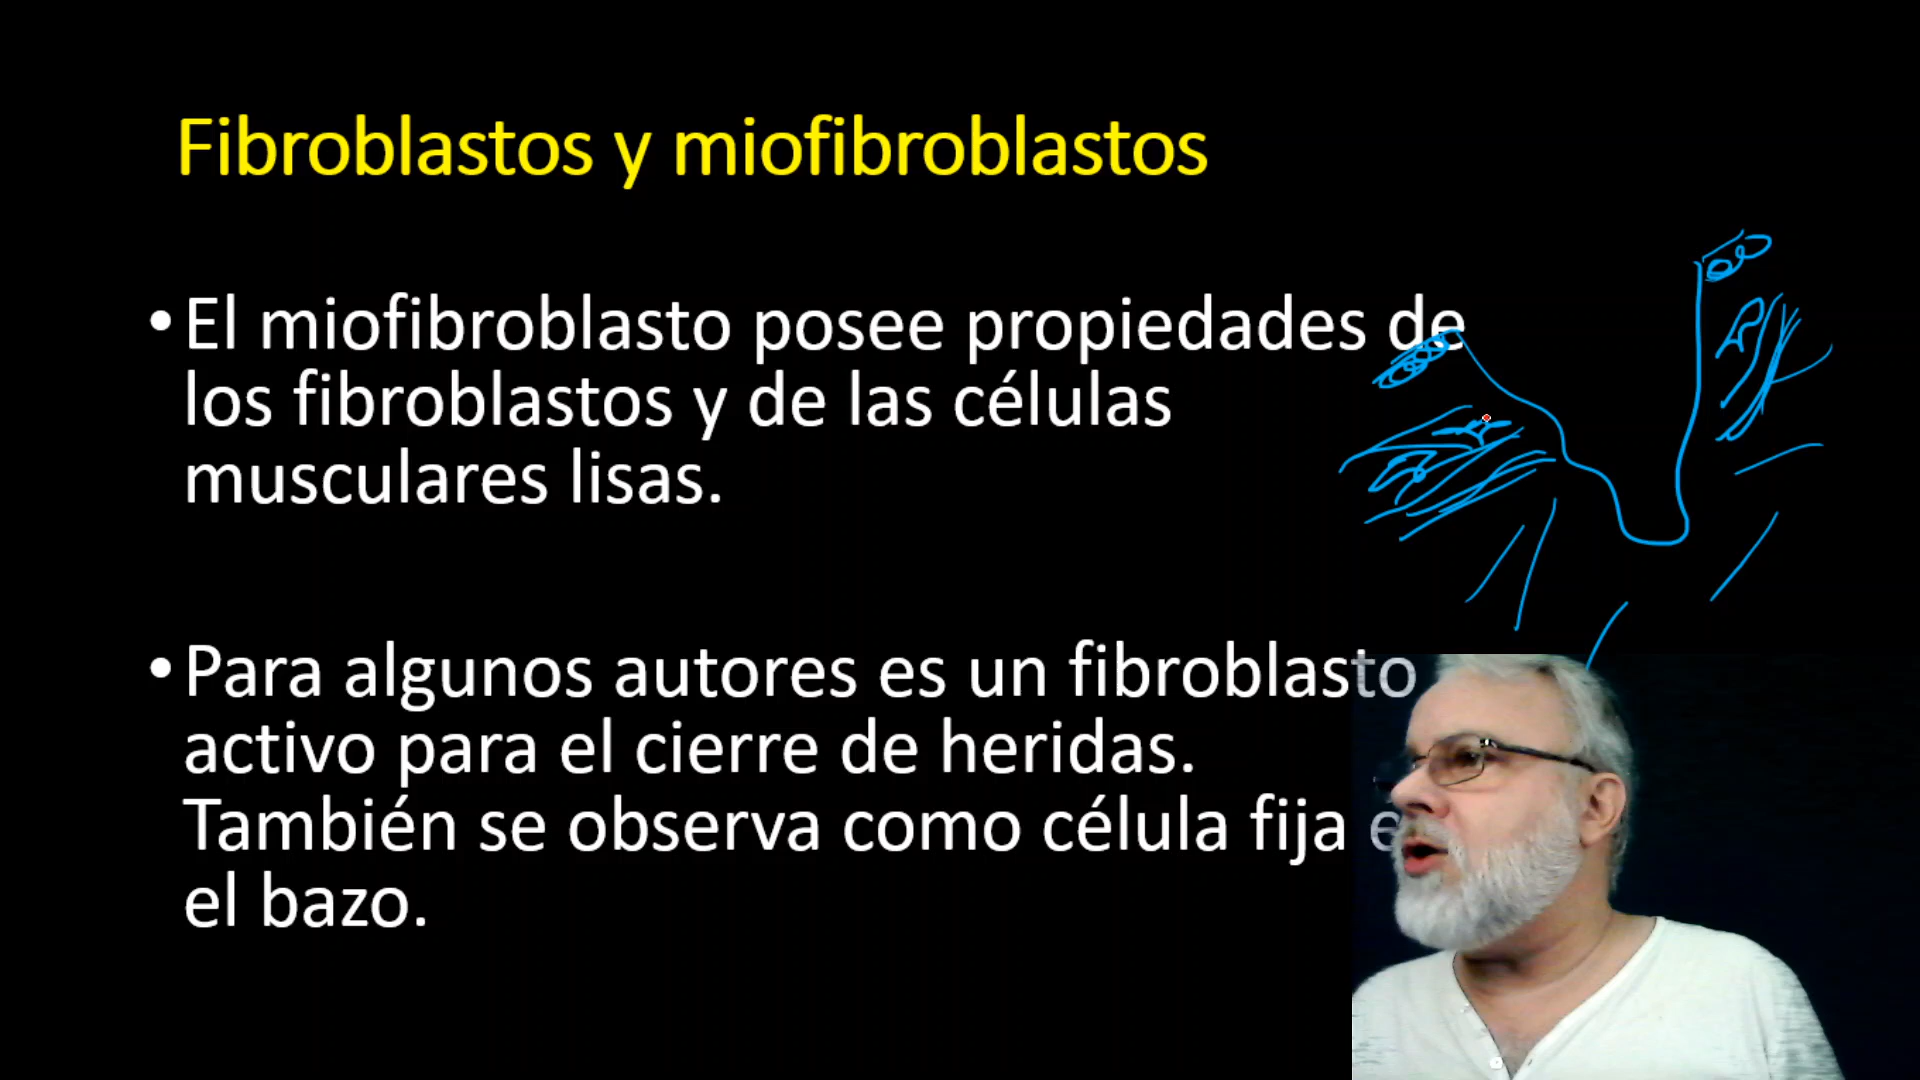 Fibroblastos y miofibroblastos
•El miofibroblasto posee propiedades de
los fibroblastos y de las células
musculares lisas.
•Para algunos autores es un fibroblasto
activo para el cierre de heridas.
También se observa como célula fija
el bazo.